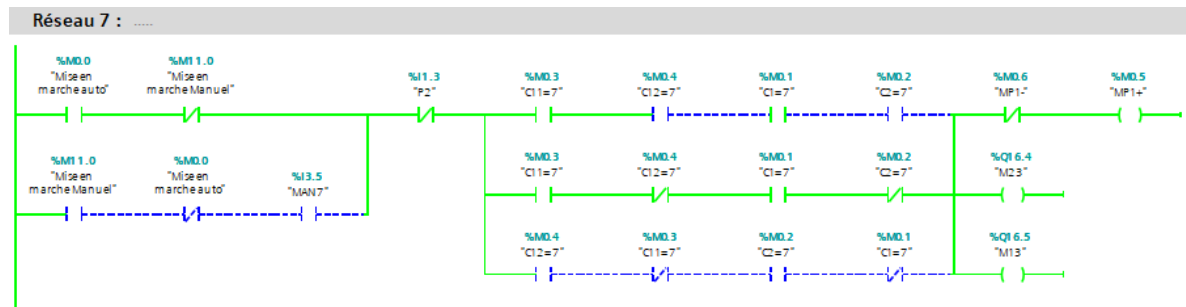 Réseau 7 : .....
%M0.0 %M11.0
"Mise en "Mise en %I1.3 %M0.3 %M0.4 %M0.1 %M0.2 %M0.6 %M0.5
marche auto" marche Manuel" "P2" "C11=7" "C12=7" "C1=7" "C2=7" "MP1-" "MP1+"
%M11.0 %M0.0 %M0.3 %M0.4 %M0.1 %M0.2 %Q16.4
"Mise en "Mise en %I3.5 "C11=7" "C12=7" "C1=7" "C2=7" "M23"
marche Manuel" marche auto" "MAN7"
%M0.4 %M0.3 %M0.2 %M0.1 %Q16.5
"C12=7" "C11=7" "C2=7" "C1=7" "M13"